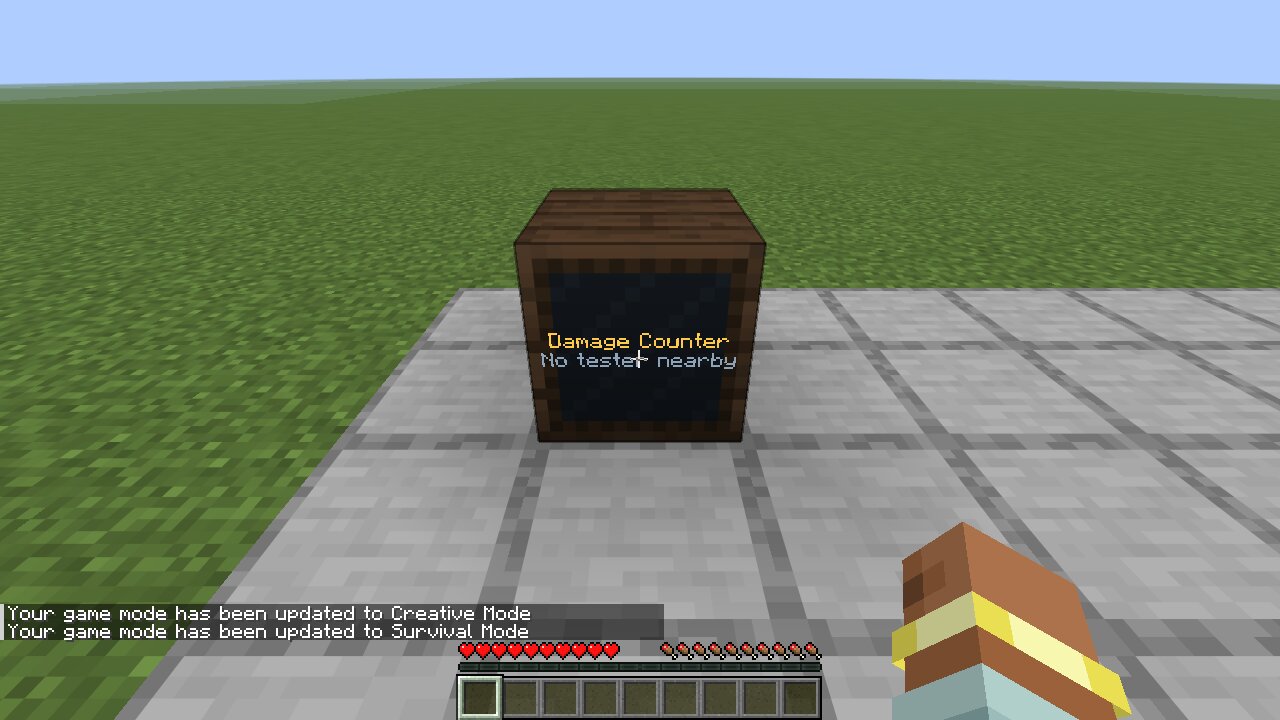 Damage Counter
No tester nearby
Your game mode has been updated to Creative Mode
Your game mode has been updated to Survival Mode